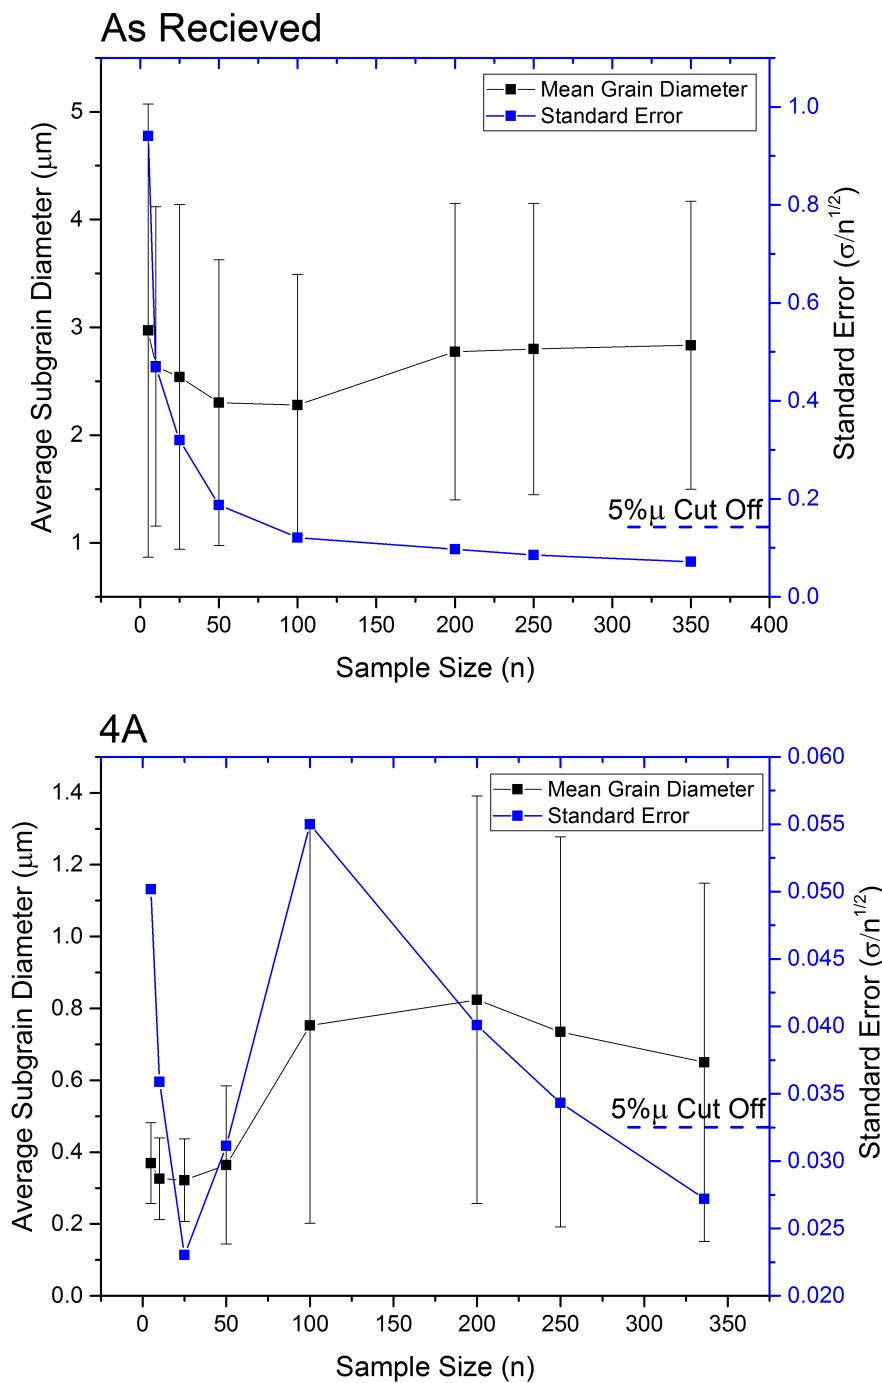 As Recieved
Mean Grain Diameter
Standard Error
5
4
3
2
1
Average Subgrain Diameter (μm)
1.0
0.8
0.6
0.4
0.2
0.0
Standard Error (σ/n^1/2)
5%μ Cut Off
0 50 100 150 200 250 300 350 400
Sample Size (n)
4A
Mean Grain Diameter
Standard Error
1.4
1.2
1.0
0.8
0.6
0.4
0.2
0.0
Average Subgrain Diameter (μm)
0.060
0.055
0.050
0.045
0.040
0.035
0.030
0.025
0.020
Standard Error (σ/n^1/2)
5%μ Cut Off
0 50 100 150 200 250 300 350
Sample Size (n)